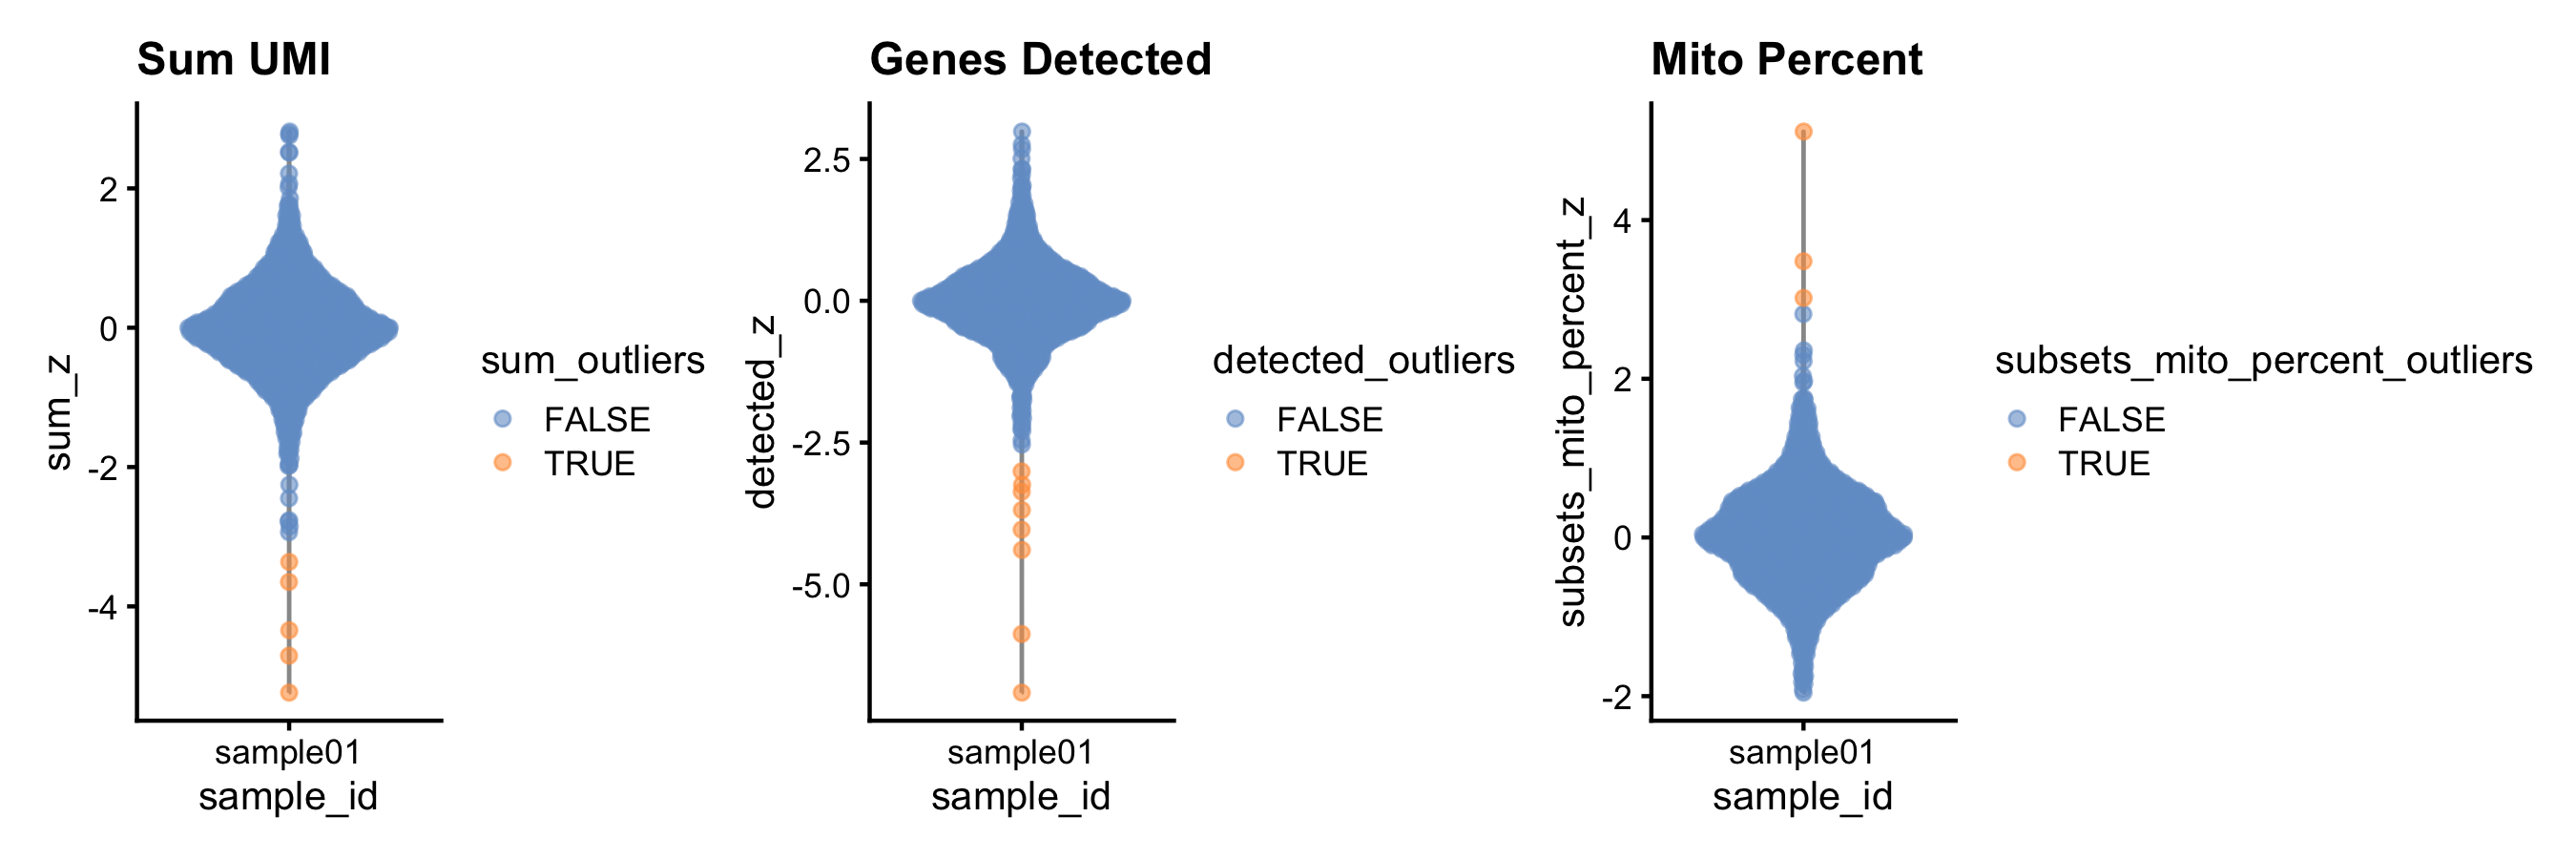 Sum UMI
sum_z
2
0
-2
-4
sample01
sample_id
sum_outliers
FALSE
TRUE
Genes Detected
detected_z
2.5
0.0
-2.5
-5.0
sample01
sample_id
detected_outliers
FALSE
TRUE
Mito Percent
subsets_mito_percent_z
4
2
0
-2
sample01
sample_id
subsets_mito_percent_outliers
FALSE
TRUE